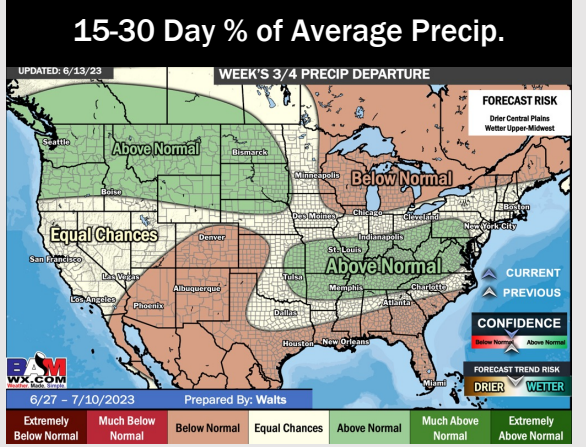 15-30 Day % of Average Precip.
UPDATED: 6/13/23
WEEK'S 3/4 PRECIP DEPARTURE
FORECAST RISK
Drier Central Plains
Wetter Upper-Midwest
Seattle
Above Normal
Bismarck
Minneapolis
Below Normal
Boise
Boston
Des Moines
Chicago
Cleveland
New York City
Equal Chances
Denver
Indianapolis
San Francisco
St. Louis
Above Normal
CURRENT
Las Vegas
Tulsa
Albuquerque
Memphis
Charlotte
PREVIOUS
Los Angeles
Phoenix
Atlanta
Dallas
CONFIDENCE
Below Normal
Above Normal
Houston
New Orleans
BAM
WX.COM
Weather. Made. Simple.
FORECAST TREND RISK
DRIER
WETTER
Miami
6/27 – 7/10/2023
Prepared By: Walts
Extremely
Below Normal
Much Below
Normal
Below Normal
Equal Chances
Above Normal
Much Above
Normal
Extremely
Above Normal